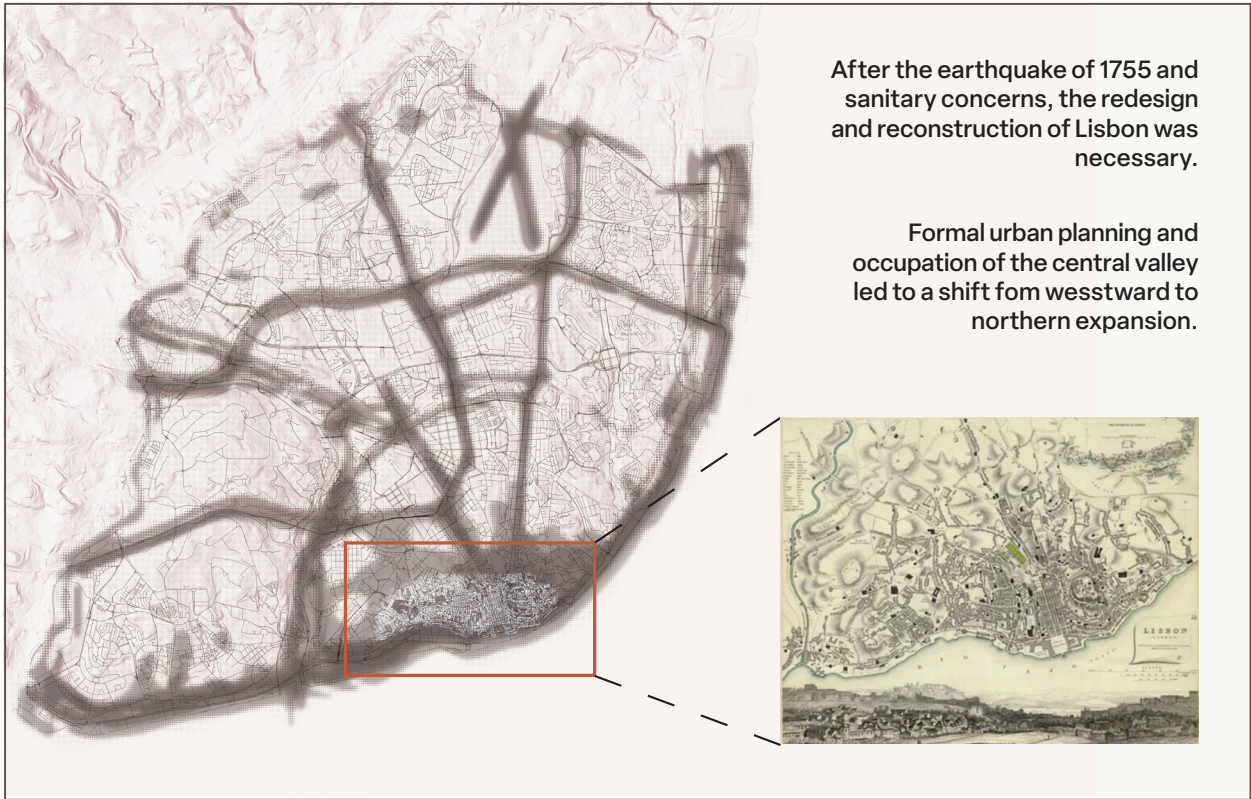 After the earthquake of 1755 and
sanitary concerns, the redesign
and reconstruction of Lisbon was
necessary.
Formal urban planning and
occupation of the central valley
led to a shift fom wesstward to
northern expansion.
LISBON